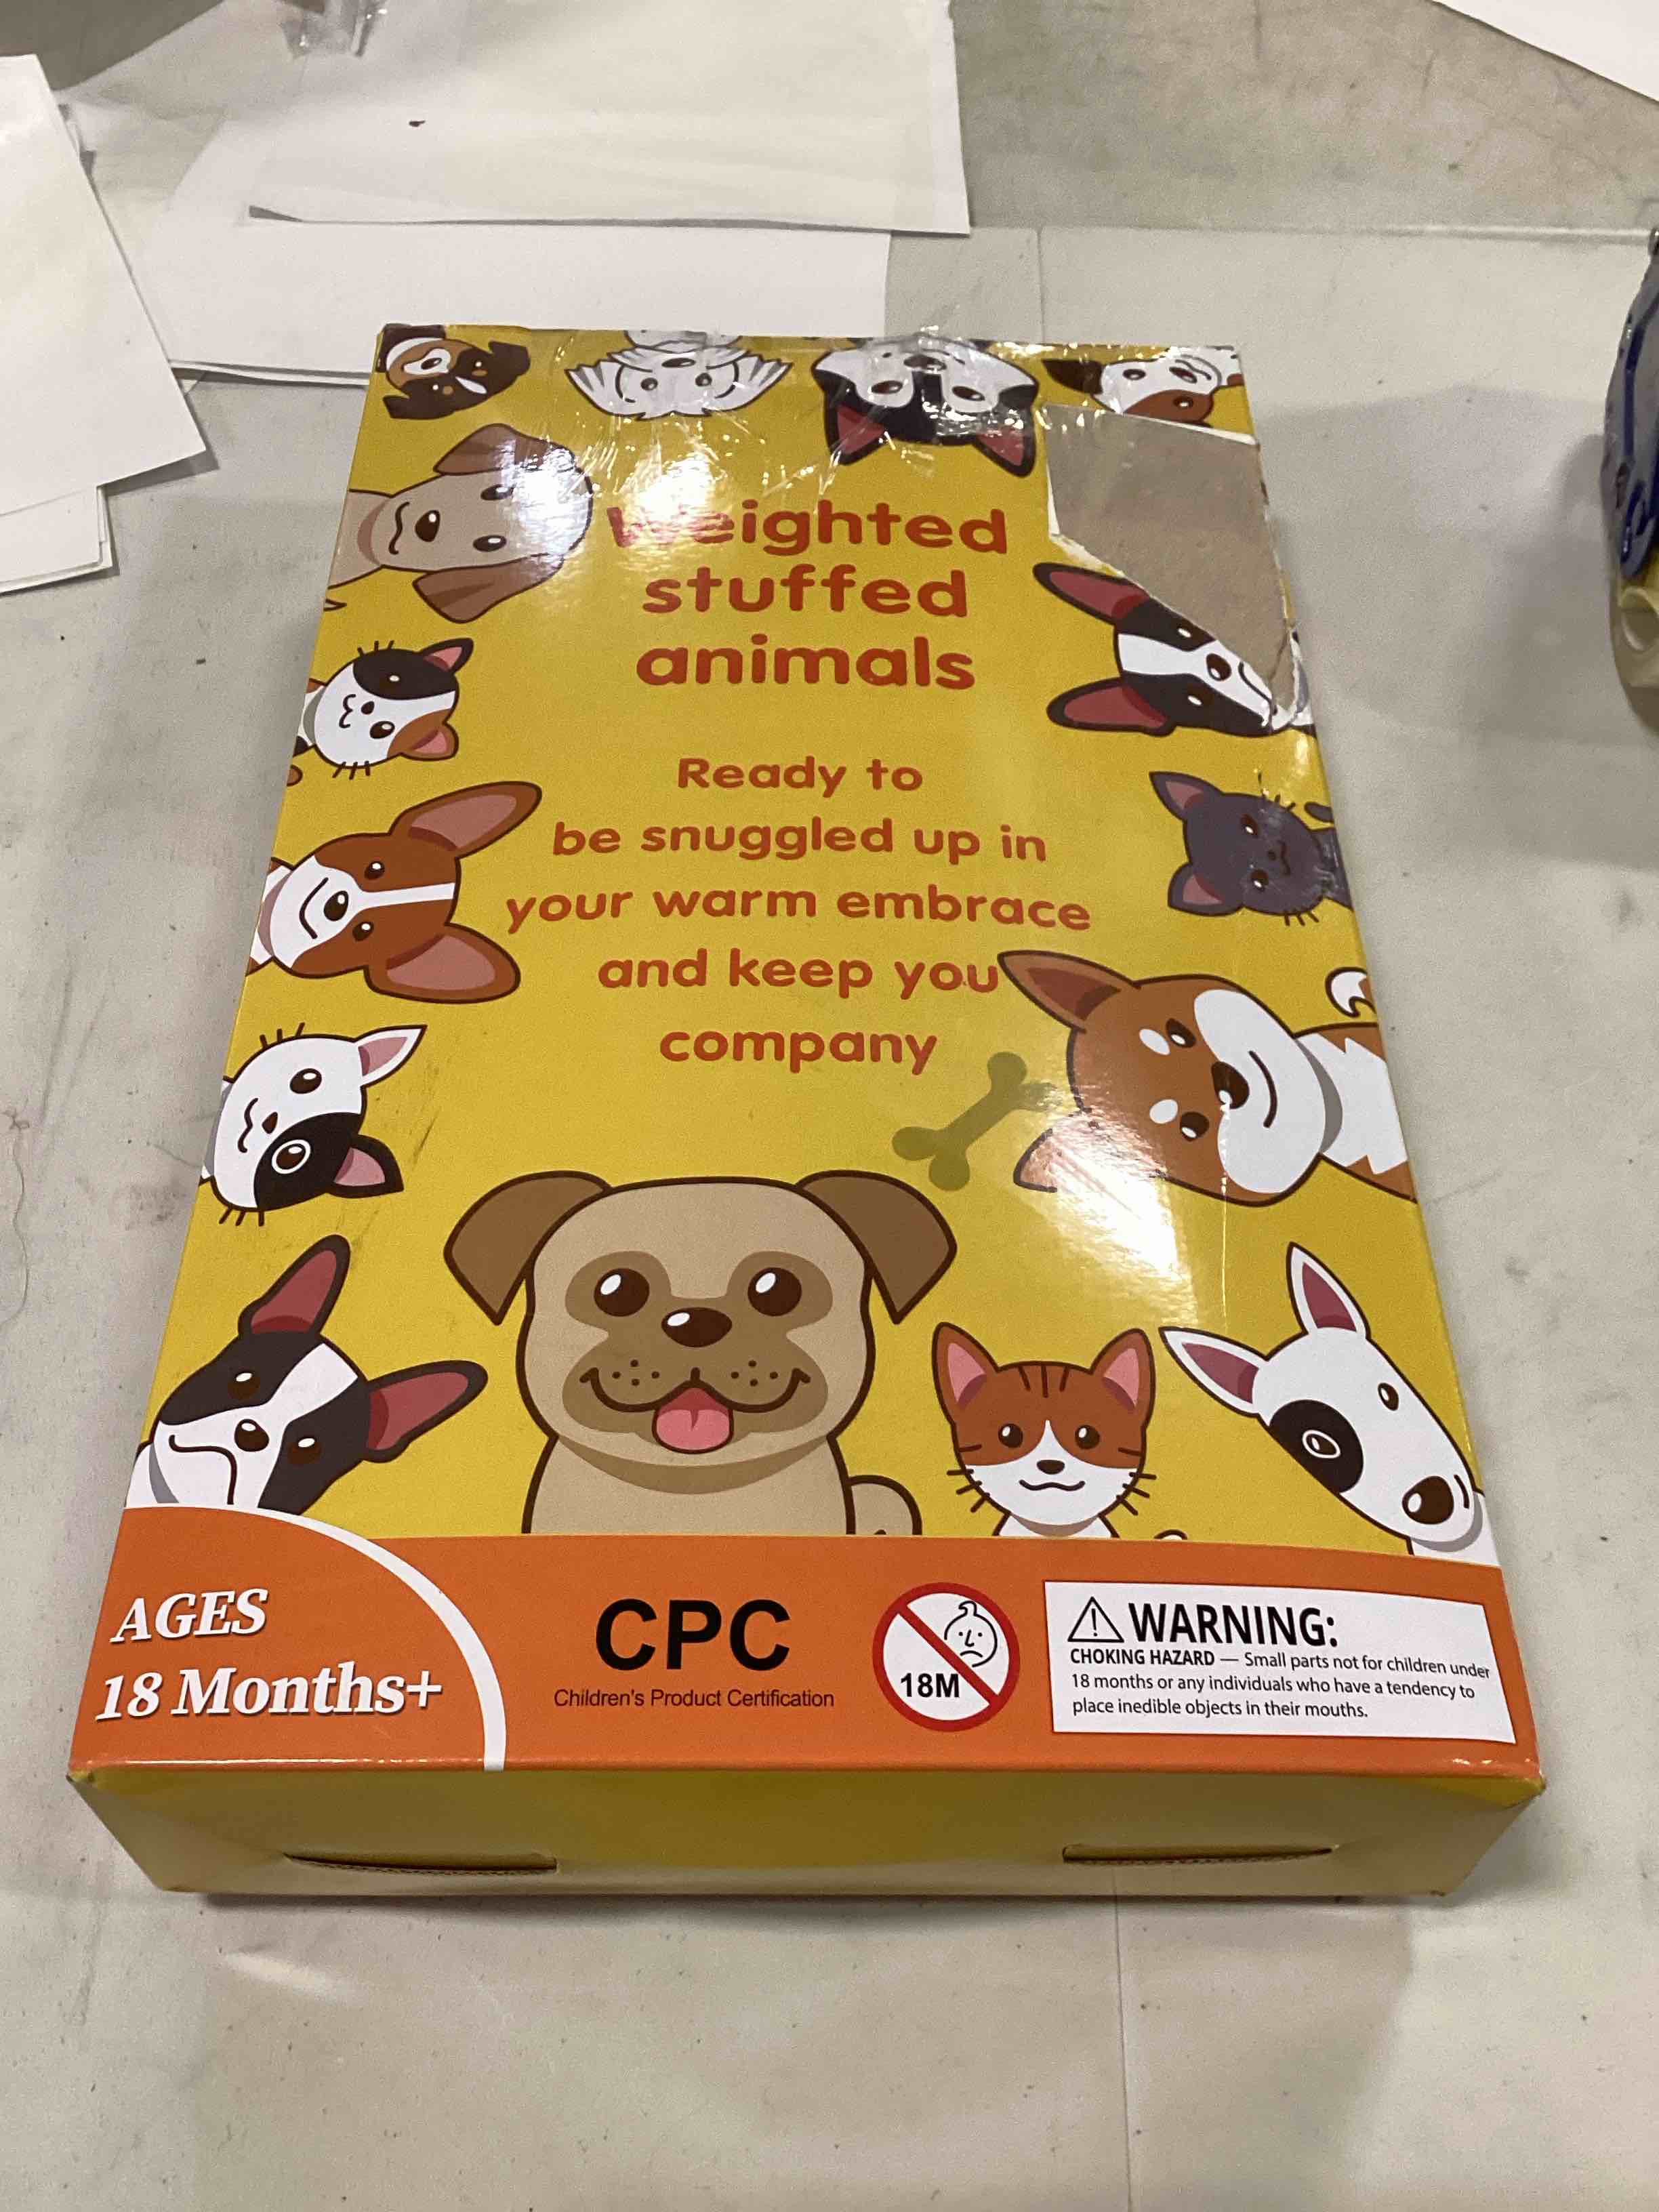 Weighted
stuffed
animals
Ready to
be snuggled up in
your warm embrace
and keep you
company
AGES
18 Months+
CPC
Children's Product Certification
18M
WARNING:
CHOKING HAZARD — Small parts not for children under
18 months or any individuals who have a tendency to
place inedible objects in their mouths.